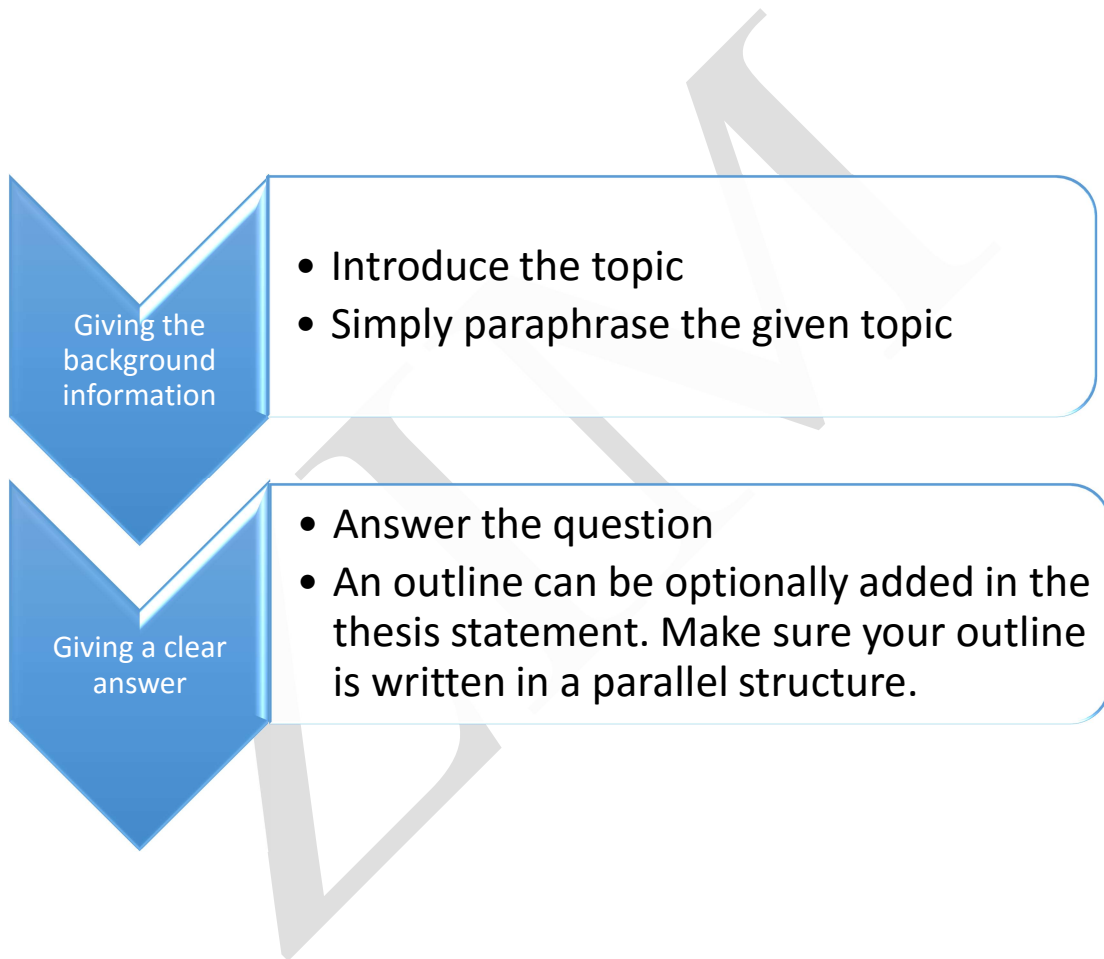 Giving the
background
information
• Introduce the topic
• Simply paraphrase the given topic
Giving a clear
answer
• Answer the question
• An outline can be optionally added in the
thesis statement. Make sure your outline
is written in a parallel structure.
ZIM